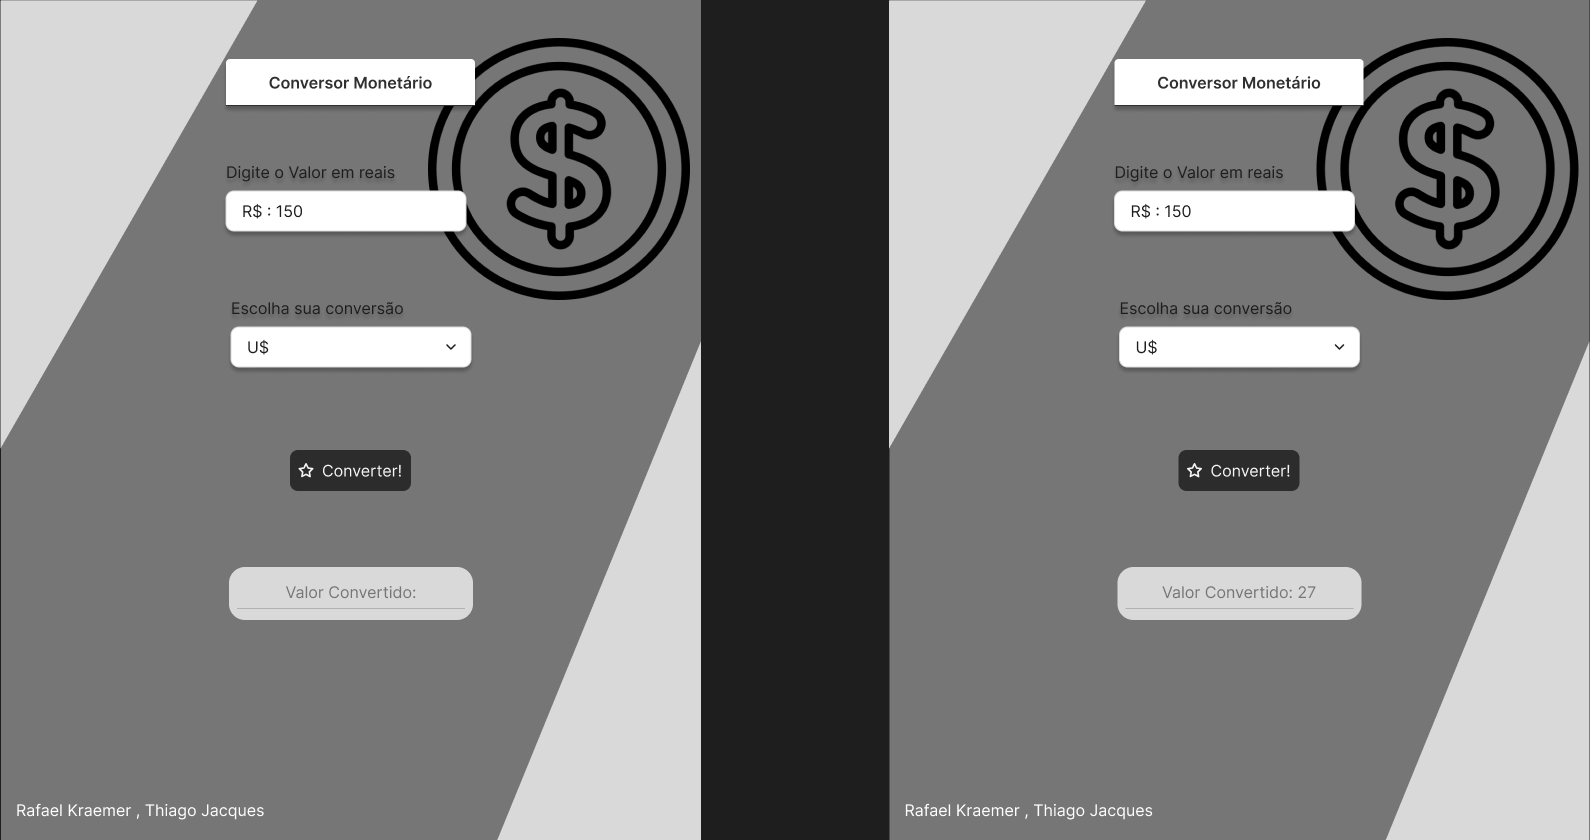 Conversor Monetário
Digite o Valor em reais
R$ : 150
Escolha sua conversão
U$
Converter!
Valor Convertido:
Rafael Kraemer , Thiago Jacques
Conversor Monetário
Digite o Valor em reais
R$ : 150
Escolha sua conversão
U$
Converter!
Valor Convertido: 27
Rafael Kraemer , Thiago Jacques